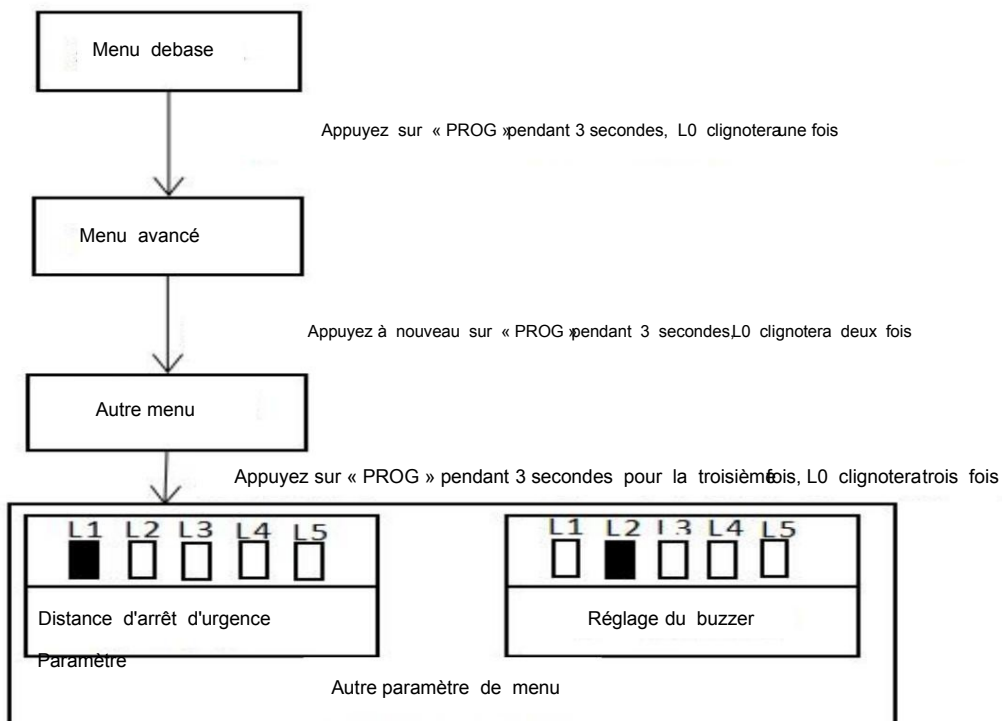 Menu debase
Appuyez sur « PROG »pendant 3 secondes, L0 clignoteraune fois
Menu avancé
Appuyez à nouveau sur « PROG »pendant 3 secondes,L0 clignotera deux fois
Autre menu
Appuyez sur « PROG » pendant 3 secondes pour la troisièmefois, L0 clignoteratrois fois
L1 L2 L3 L4 L5
L1 L2 L3 L4 L5
Distance d'arrêt d'urgence
Réglage du buzzer
Paramètre
Autre paramètre de menu